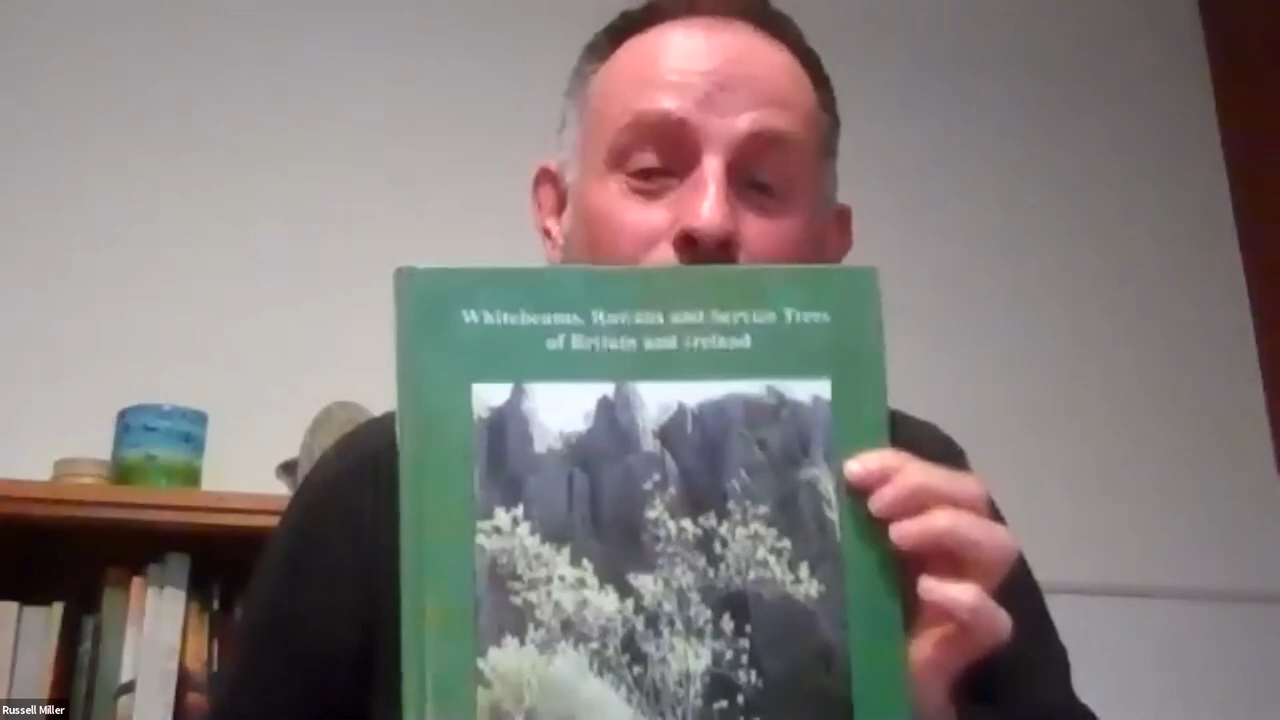 Whitebeams, Rowans and Service Trees
of Britain and Ireland
Russell Miller